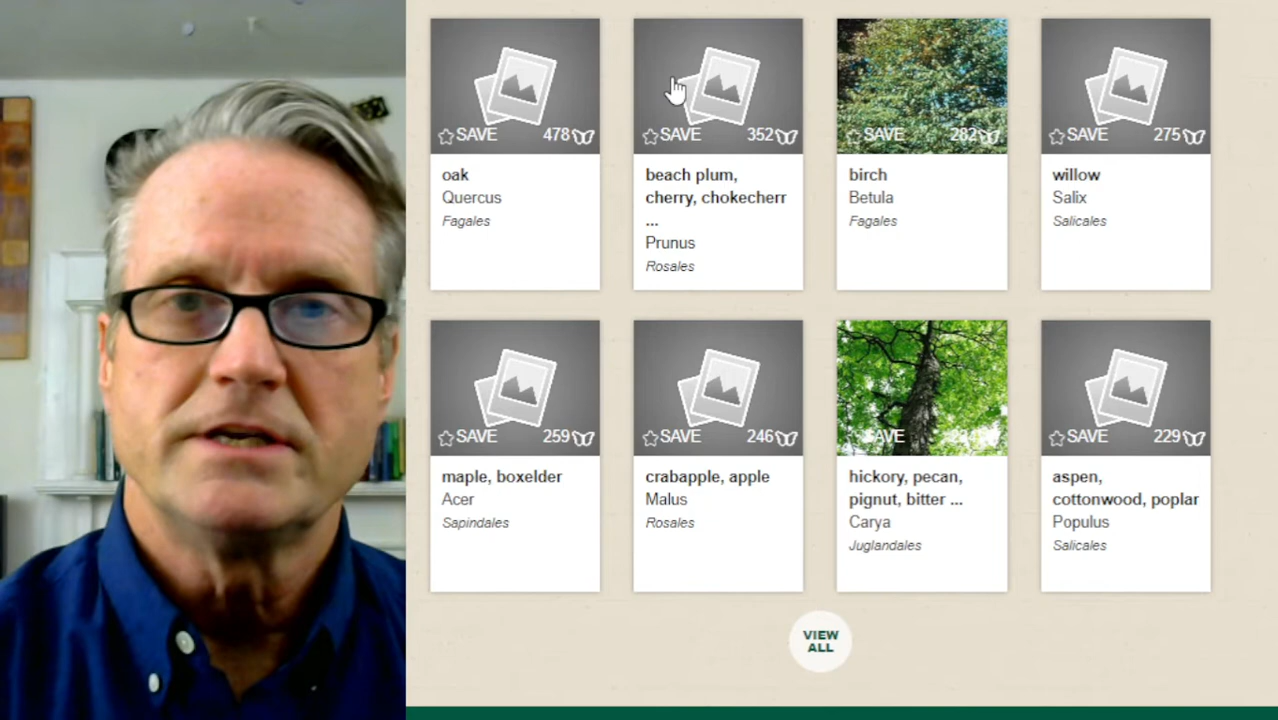 SAVE 478
oak
Quercus
Fagales
SAVE 352
beach plum,
cherry, chokecherr
...
Prunus
Rosales
SAVE 282
birch
Betula
Fagales
SAVE 275
willow
Salix
Salicales
SAVE 259
maple, boxelder
Acer
Sapindales
SAVE 246
crabapple, apple
Malus
Rosales
SAVE
hickory, pecan,
pignut, bitter ...
Carya
Juglandales
SAVE 229
aspen,
cottonwood, poplar
Populus
Salicales
VIEW
ALL